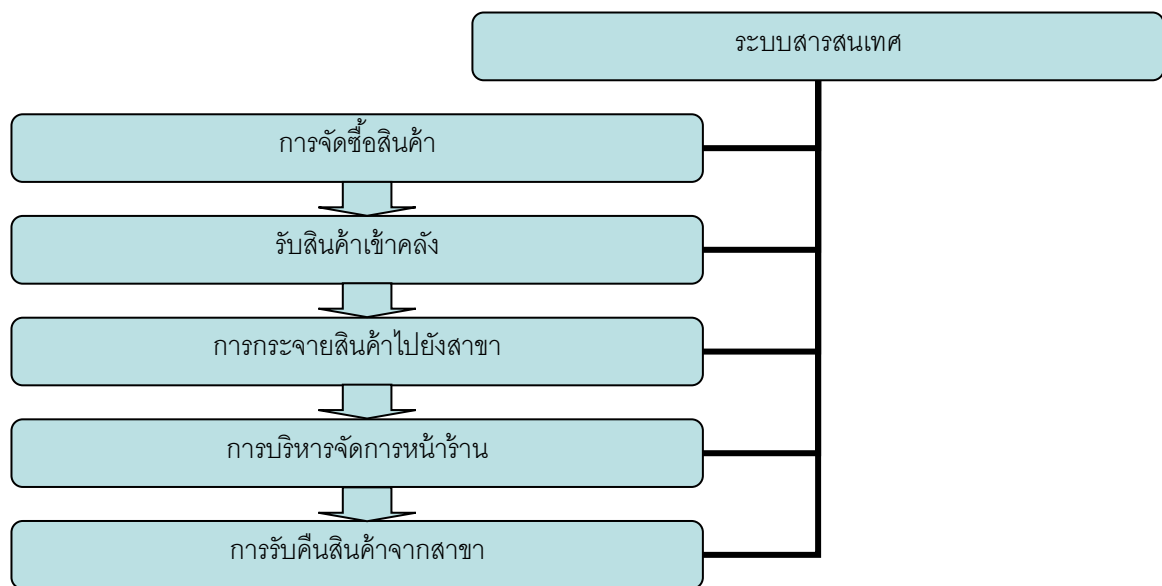 ระบบสารสนเทศ
การจัดซื้อสินค้า
รับสินค้าเข้าคลัง
การกระจายสินค้าไปยังสาขา
การบริหารจัดการหน้าร้าน
การรับคืนสินค้าจากสาขา